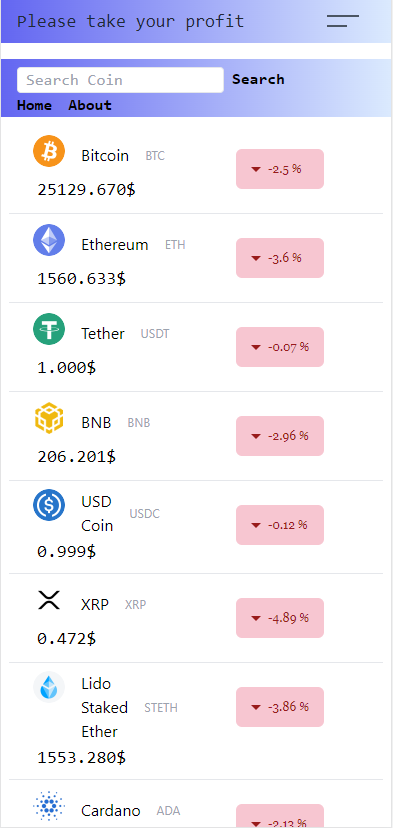 Please take your profit
Search Coin Search
Home About
Bitcoin BTC
-2.5 %
25129.670$
Ethereum ETH
-3.6 %
1560.633$
Tether USDT
-0.07 %
1.000$
BNB BNB
-2.96 %
206.201$
USD
Coin
USDC
-0.12 %
0.999$
XRP XRP
-4.89 %
0.472$
Lido
Staked
Ether
STETH
-3.86 %
1553.280$
Cardano ADA
-2.13 %